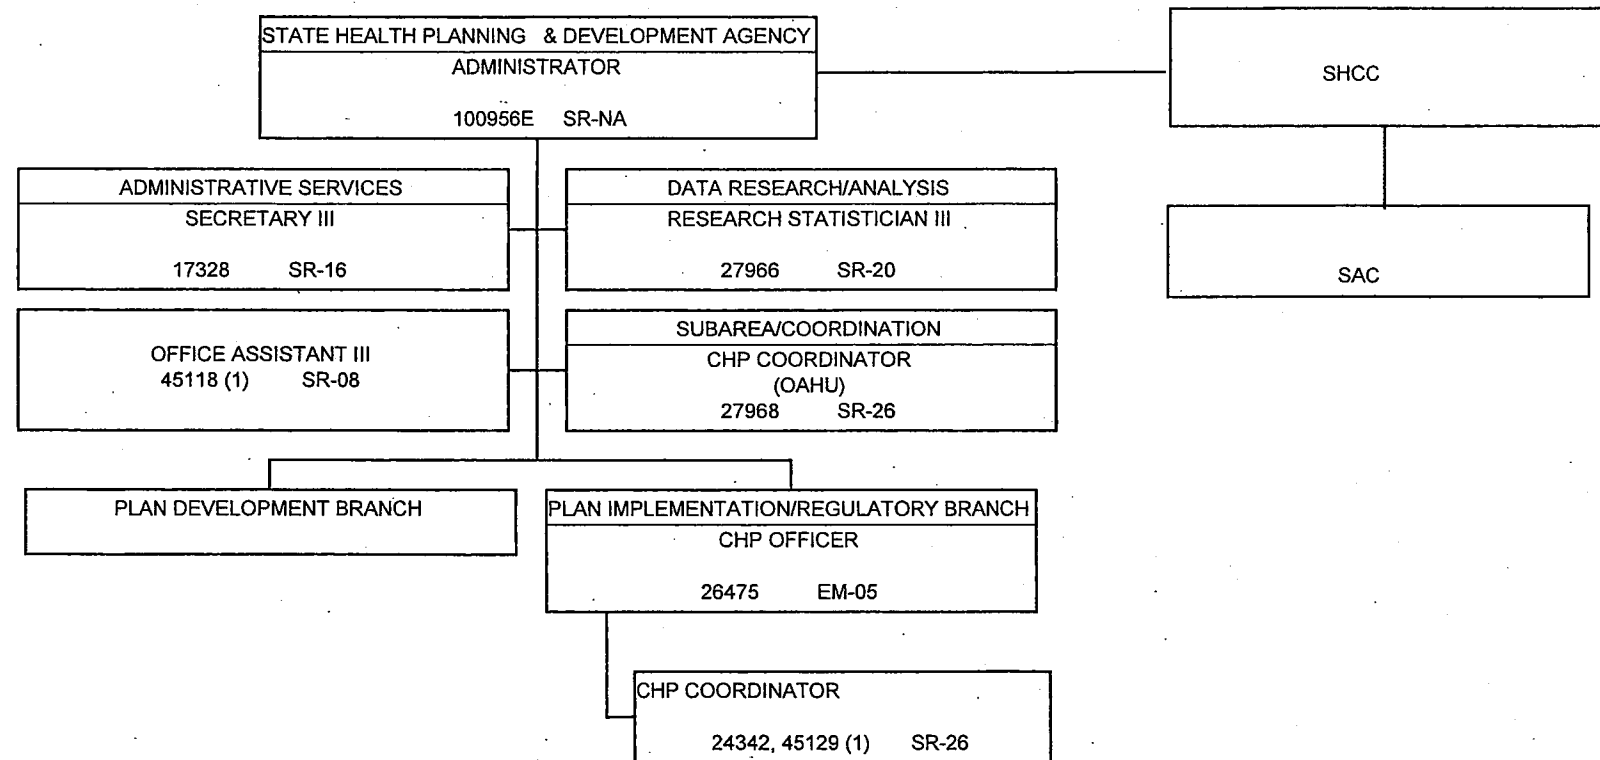 STATE HEALTH PLANNING & DEVELOPMENT AGENCY
ADMINISTRATOR
100956E SR-NA
SHCC
SAC
ADMINISTRATIVE SERVICES
SECRETARY III
17328 SR-16
DATA RESEARCH/ANALYSIS
RESEARCH STATISTICIAN III
27966 SR-20
OFFICE ASSISTANT III
45118 (1) SR-08
SUBAREA/COORDINATION
CHP COORDINATOR
(OAHU)
27968 SR-26
PLAN DEVELOPMENT BRANCH
PLAN IMPLEMENTATION/REGULATORY BRANCH
CHP OFFICER
26475 EM-05
CHP COORDINATOR
24342, 45129 (1) SR-26